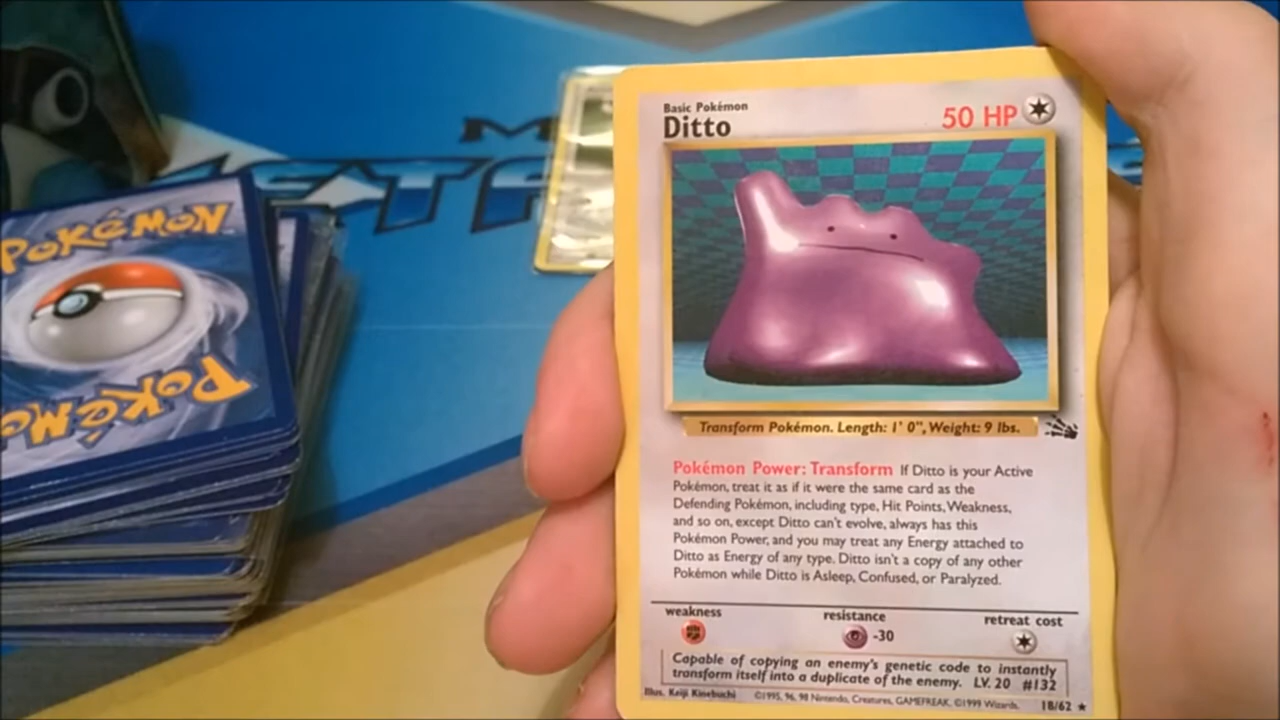 Basic Pokémon
Ditto
50 HP
Transform Pokémon. Length: 1' 0", Weight: 9 lbs.
Pokémon Power: Transform If Ditto is your Active
Pokémon, treat it as if it were the same card as the
Defending Pokémon, including type, Hit Points, Weakness,
and so on, except Ditto can't evolve, always has this
Pokémon Power, and you may treat any Energy attached to
Ditto as Energy of any type. Ditto isn't a copy of any other
Pokémon while Ditto is Asleep, Confused, or Paralyzed.
weakness
resistance
retreat cost
-30
Capable of copying an enemy's genetic code to instantly
transform itself into a duplicate of the enemy. LV. 20 #132
Illus. Keiji Kinebuchi ©1995, 96, 98 Nintendo, Creatures, GAMEFREAK. ©1999 Wizards. 18/62 ★
POKéMON
POKéMO
M